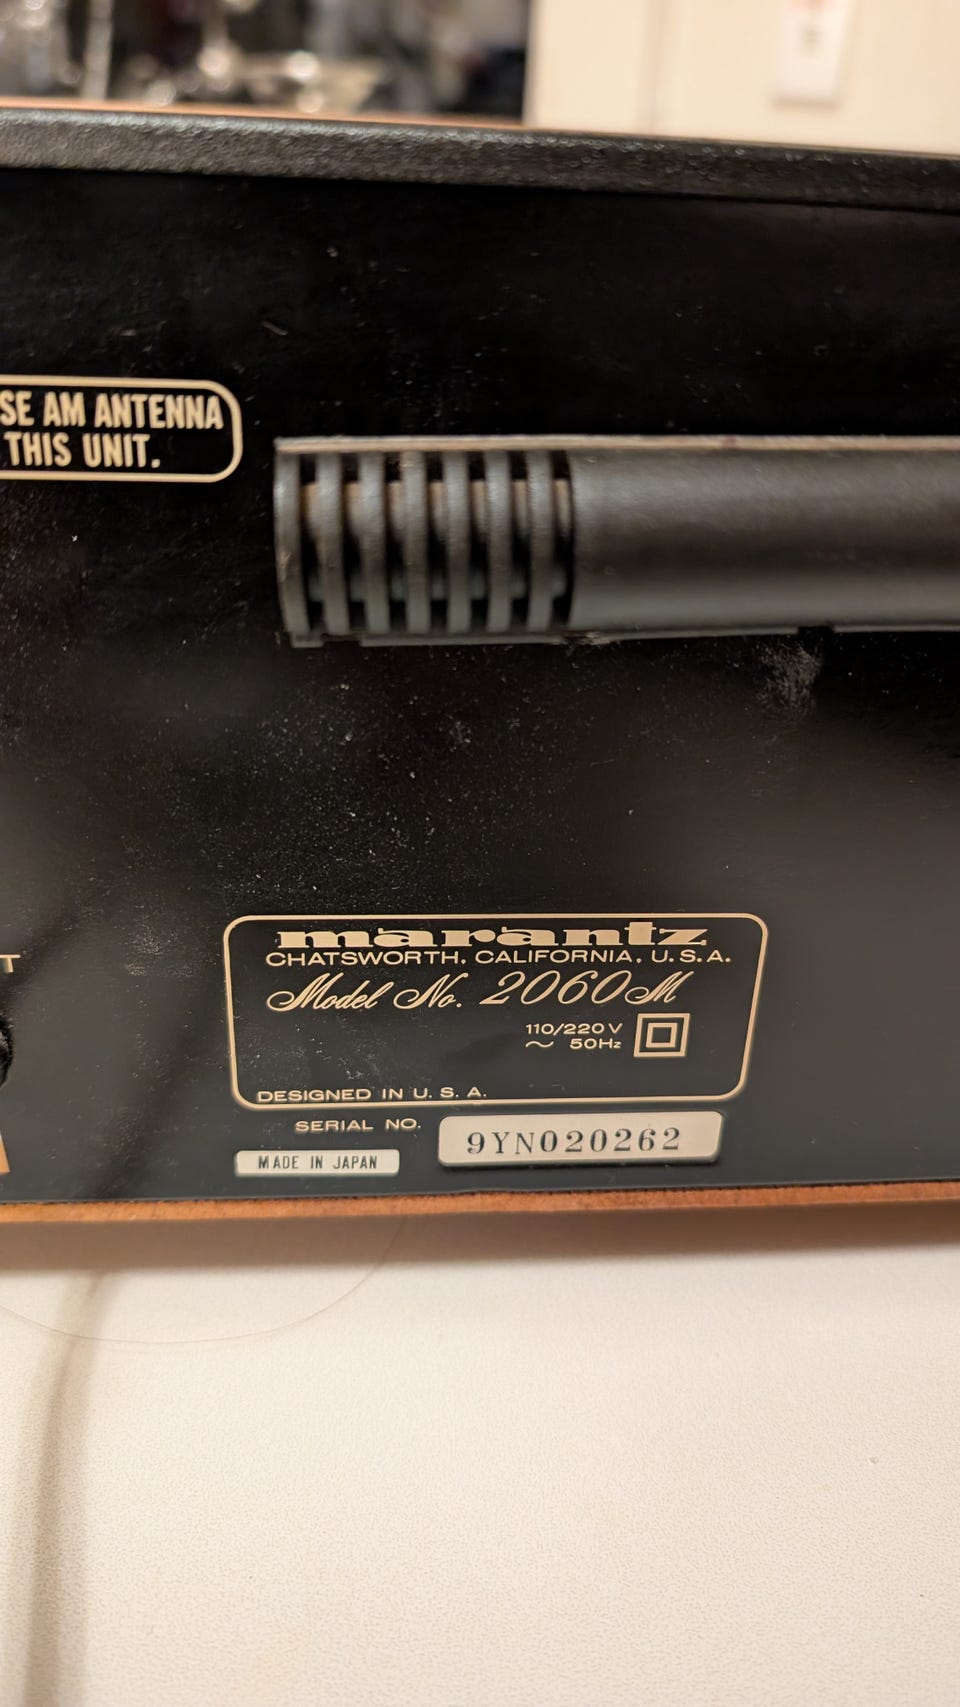 SE AM ANTENNA
THIS UNIT.
T
marantz
CHATSWORTH, CALIFORNIA, U.S.A.
Model No. 2060M
110/220V
~ 50Hz
DESIGNED IN U.S.A.
SERIAL NO. 9YN020262
MADE IN JAPAN